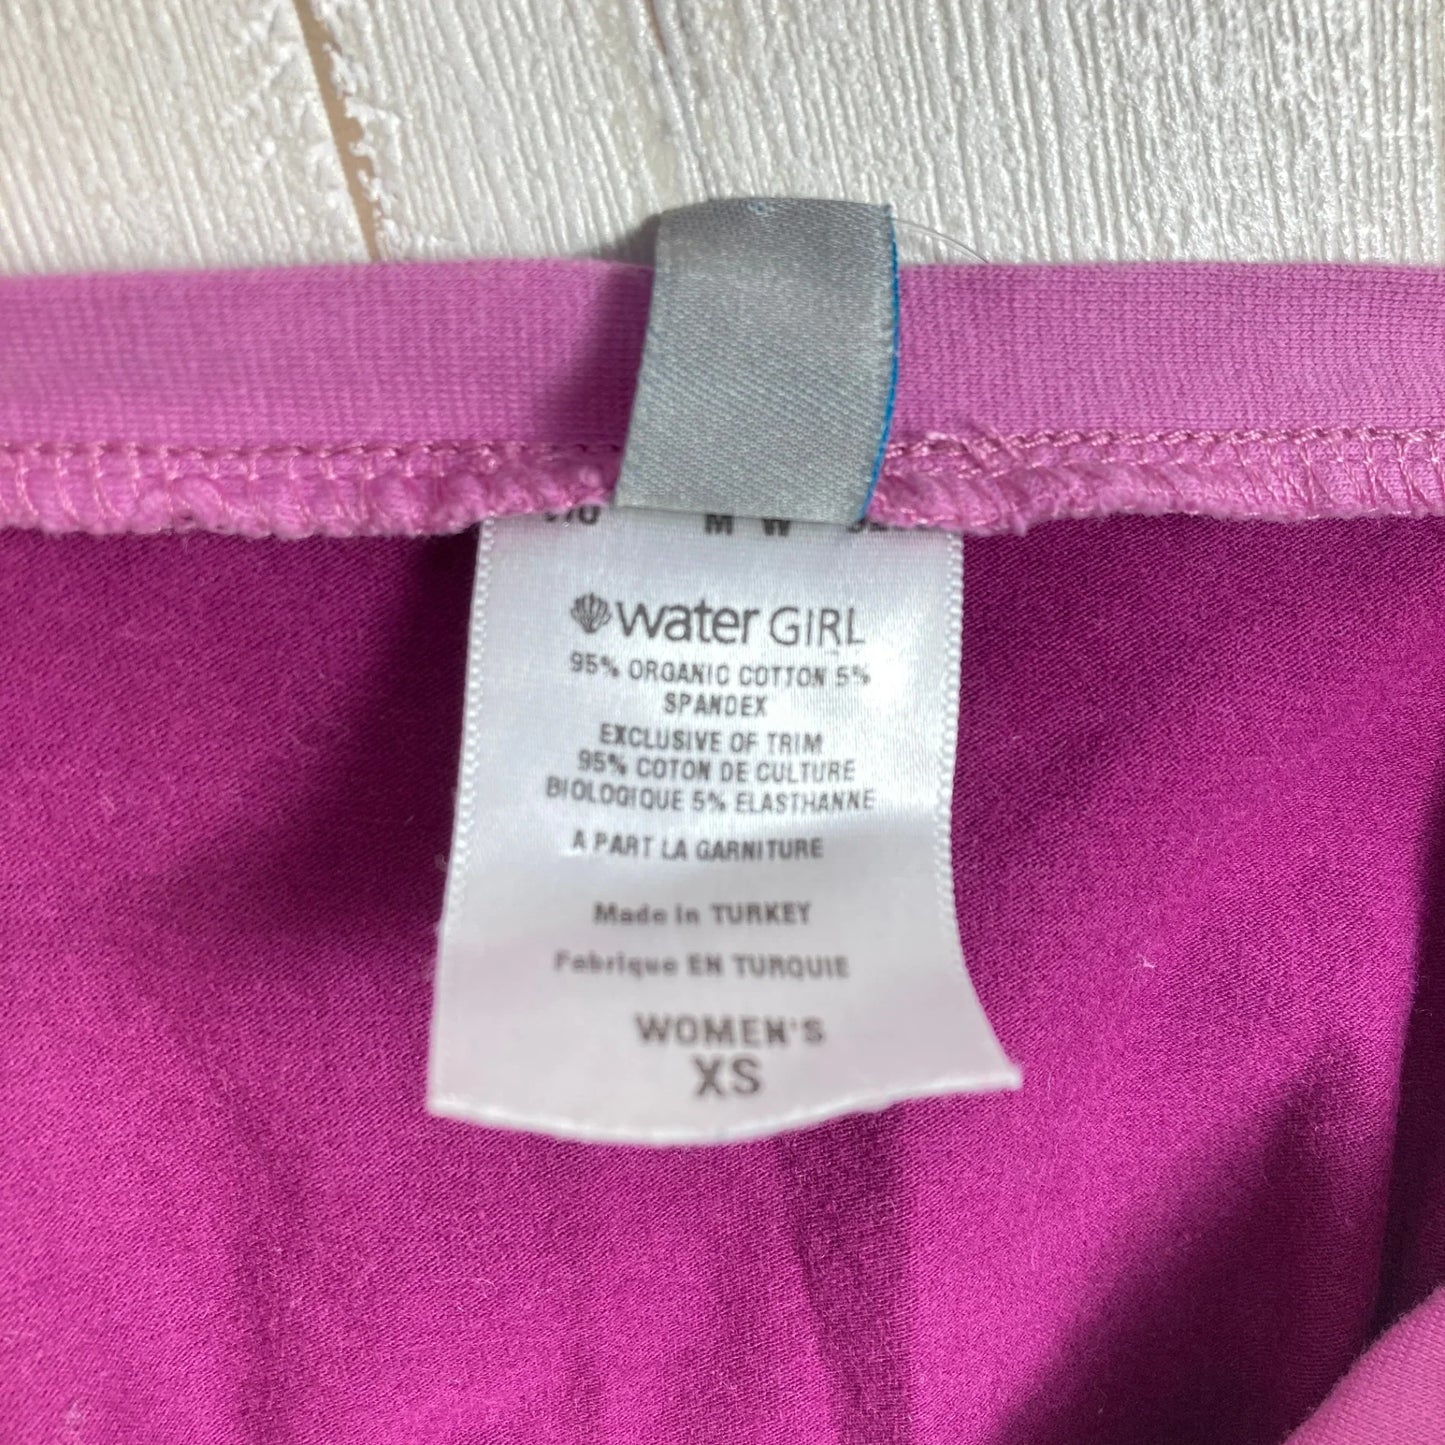 water GIRL
95% ORGANIC COTTON 5%
SPANDEX
EXCLUSIVE OF TRIM
95% COTON DE CULTURE
BIOLOGIQUE 5% ELASTHANNE
A PART LA GARNITURE
Made in TURKEY
Fabrique EN TURQUIE
WOMEN'S
XS